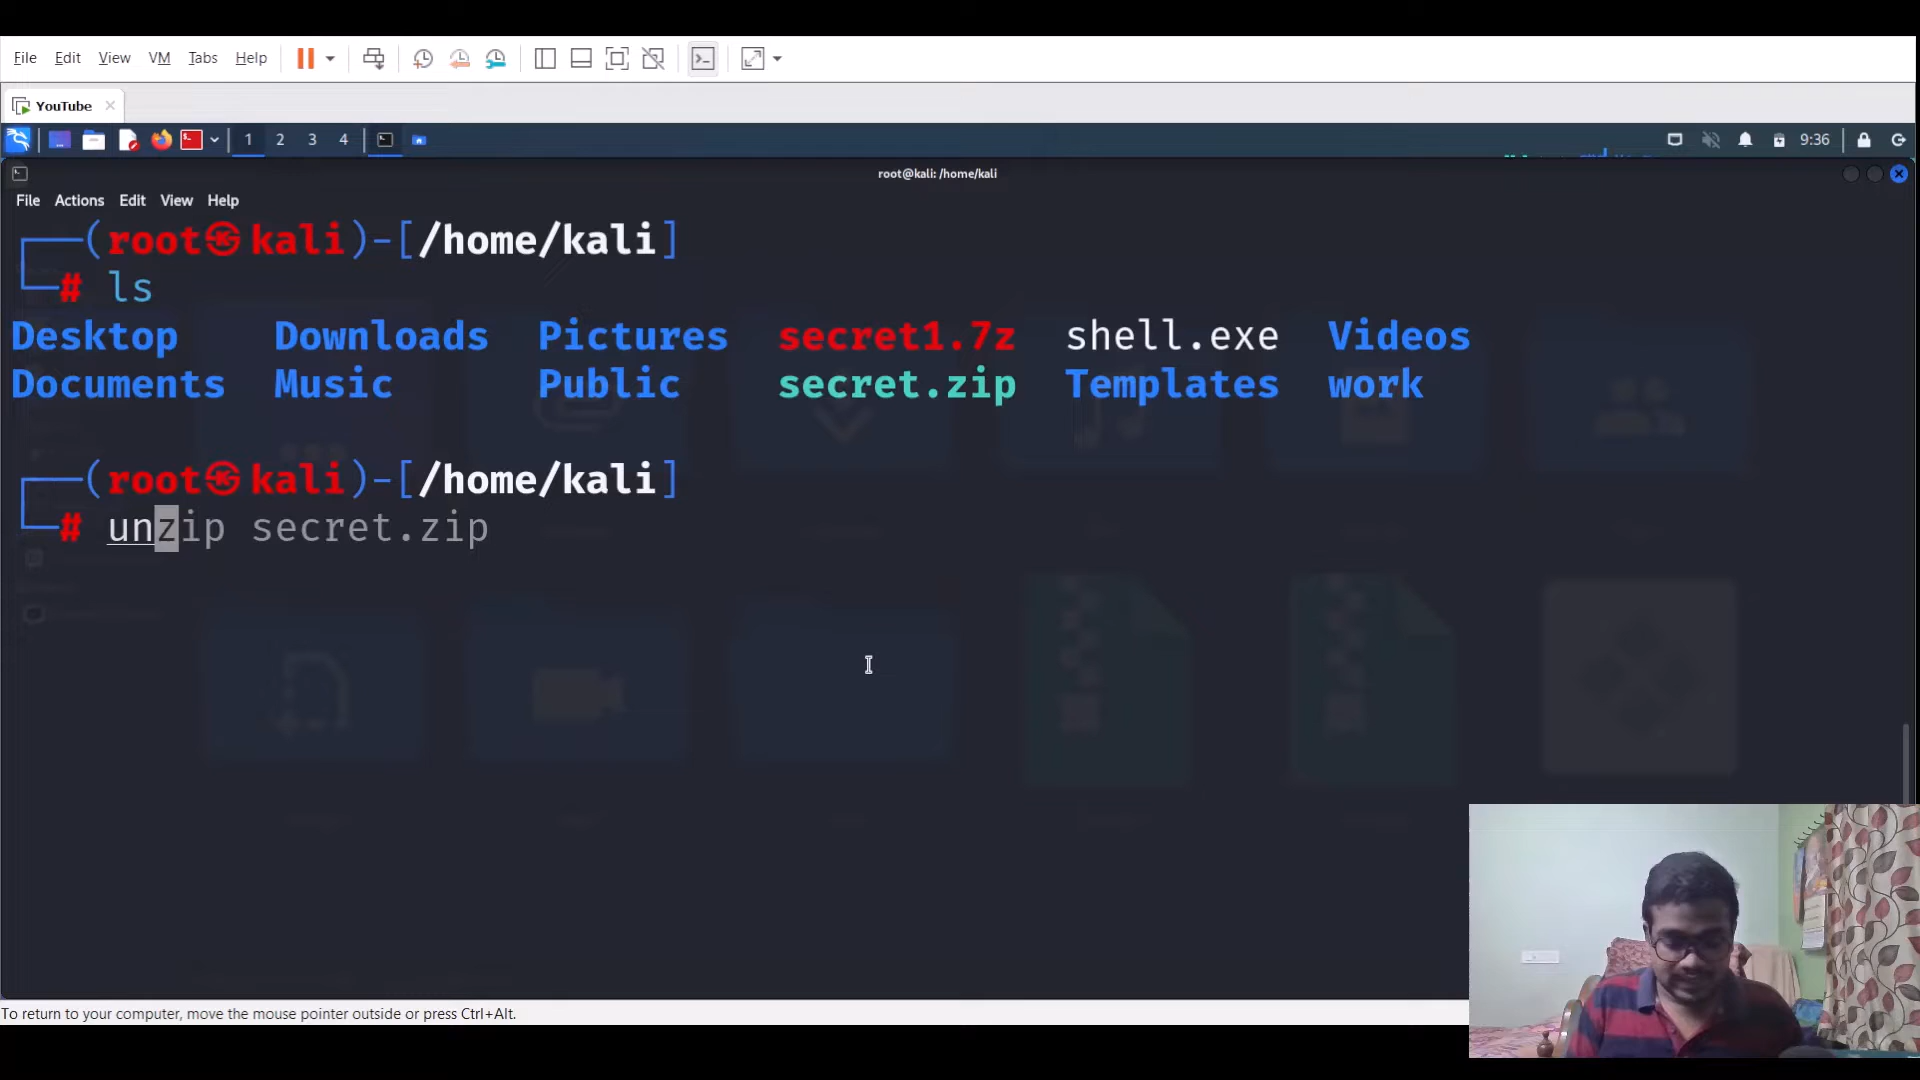 File Edit View VM Tabs Help
YouTube
1 2 3 4 9:36
root@kali: /home/kali
File Actions Edit View Help
┌──(root㉿kali)-[/home/kali]
└─# ls
Desktop Downloads Pictures secret1.7z shell.exe Videos
Documents Music Public secret.zip Templates work
┌──(root㉿kali)-[/home/kali]
└─# unzip secret.zip
To return to your computer, move the mouse pointer outside or press Ctrl+Alt.